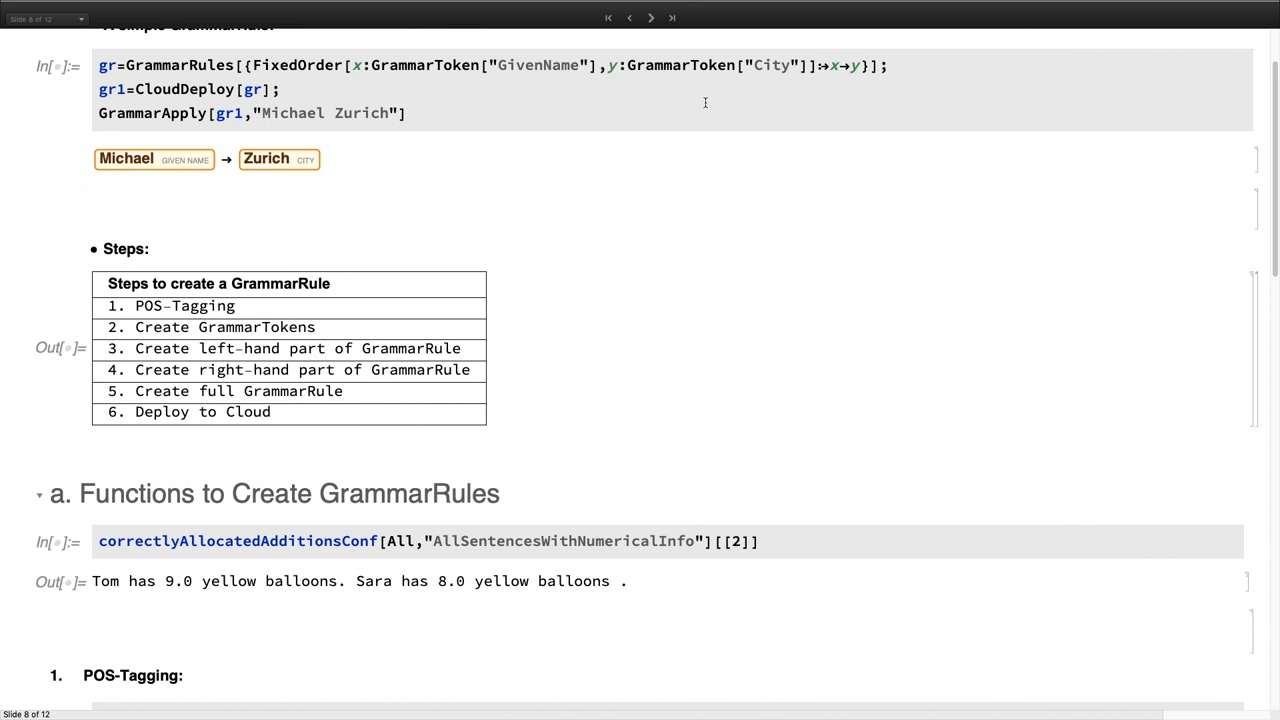 Slide 8 of 12
A simple GrammarRule:
In[•]:= gr=GrammarRules[{FixedOrder[x:GrammarToken["GivenName"],y:GrammarToken["City"]]:→x→y}];
gr1=CloudDeploy[gr];
GrammarApply[gr1,"Michael Zurich"]
Michael GIVEN NAME → Zurich CITY
• Steps:
Steps to create a GrammarRule
1. POS-Tagging
2. Create GrammarTokens
3. Create left-hand part of GrammarRule
Out[•]= 4. Create right-hand part of GrammarRule
5. Create full GrammarRule
6. Deploy to Cloud
a. Functions to Create GrammarRules
In[•]:= correctlyAllocatedAdditionsConf[All,"AllSentencesWithNumericalInfo"][[2]]
Out[•]= Tom has 9.0 yellow balloons. Sara has 8.0 yellow balloons .
1. POS-Tagging:
Slide 8 of 12